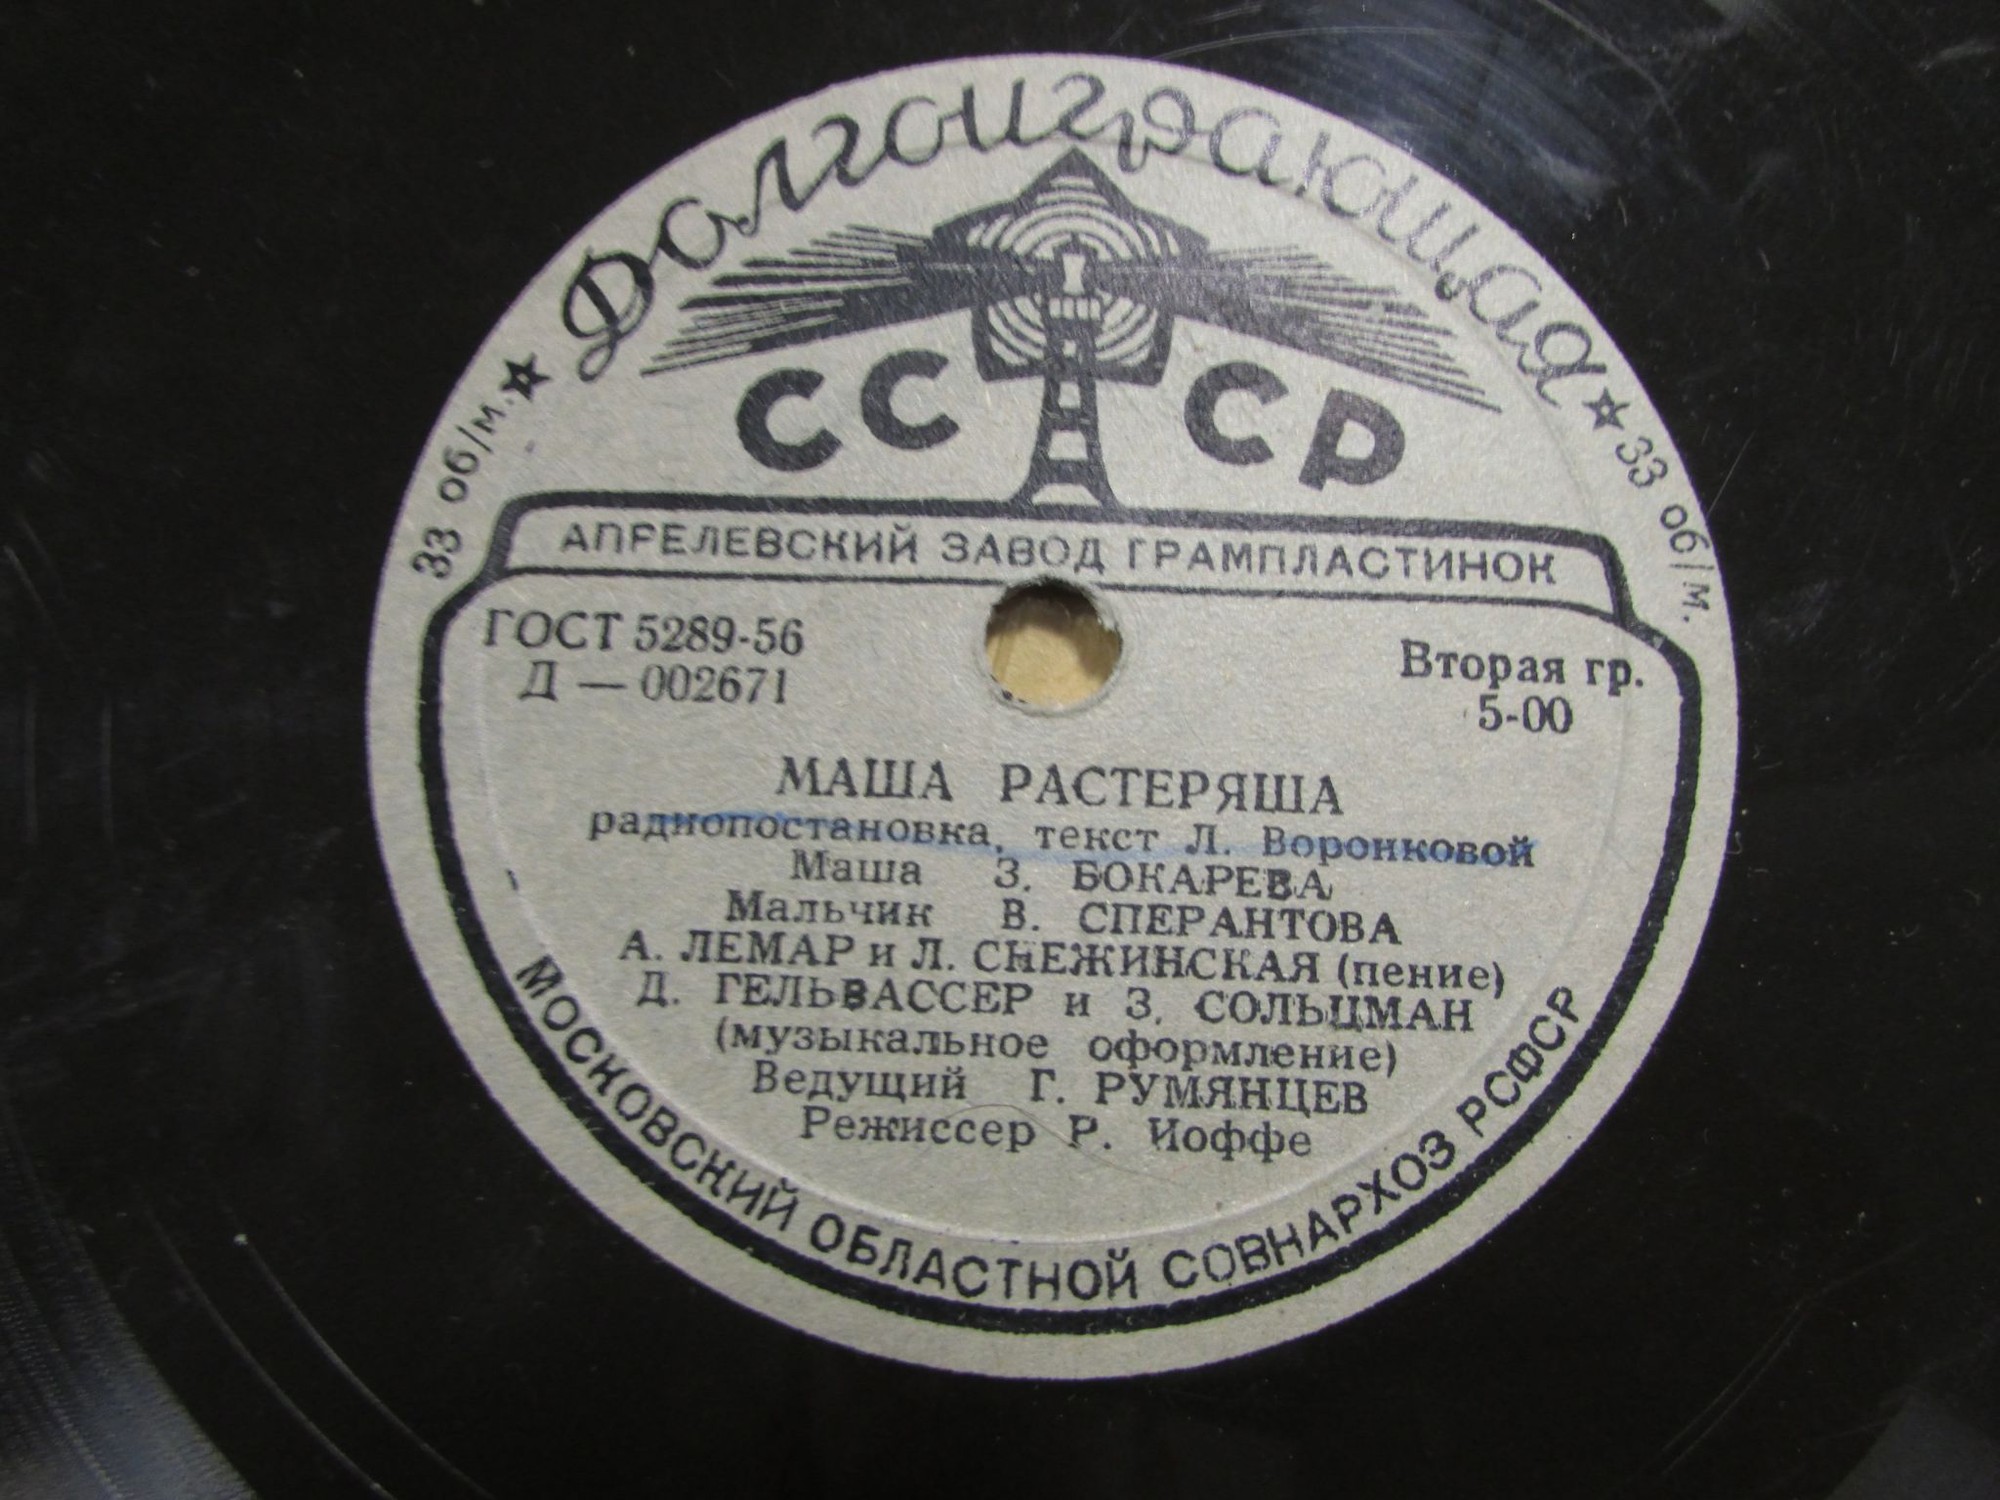 Долгоиграющая
33 об/м. 33 об/м.
СССР
АПРЕЛЕВСКИЙ ЗАВОД ГРАМПЛАСТИНОК
ГОСТ 5289-56
Д — 002671
Вторая гр.
5-00
МАША РАСТЕРЯША
радиопостановка, текст Л. Воронковой
Маша З. БОКАРЕВА
Мальчик В. СПЕРАНТОВА
А. ЛЕМАР и Л. СНЕЖИНСКАЯ (пение)
Д. ГЕЛЬВАССЕР и З. СОЛЬЦМАН
(музыкальное оформление)
Ведущий Г. РУМЯНЦЕВ
Режиссер Р. Иоффе
МОСКОВСКИЙ ОБЛАСТНОЙ СОВНАРХОЗ РСФСР